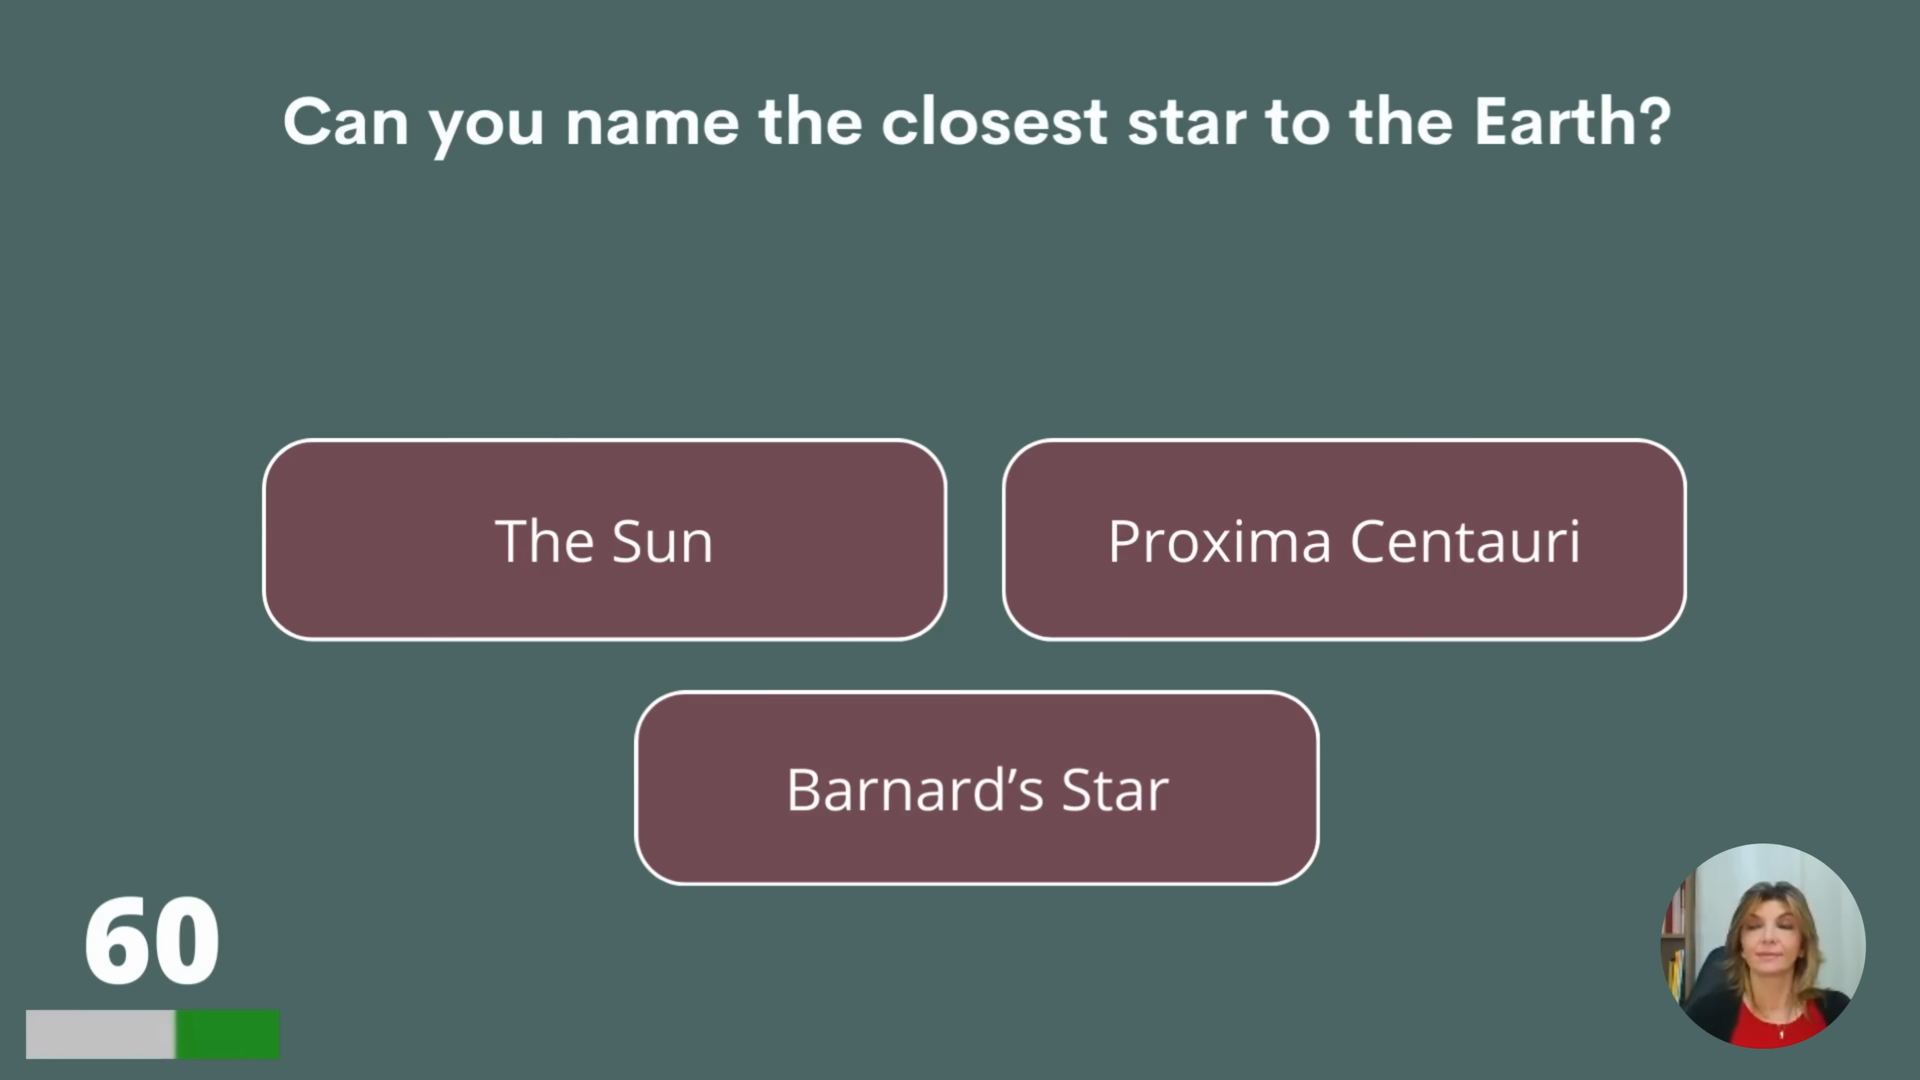 Can you name the closest star to the Earth?
The Sun
Proxima Centauri
Barnard’s Star
60